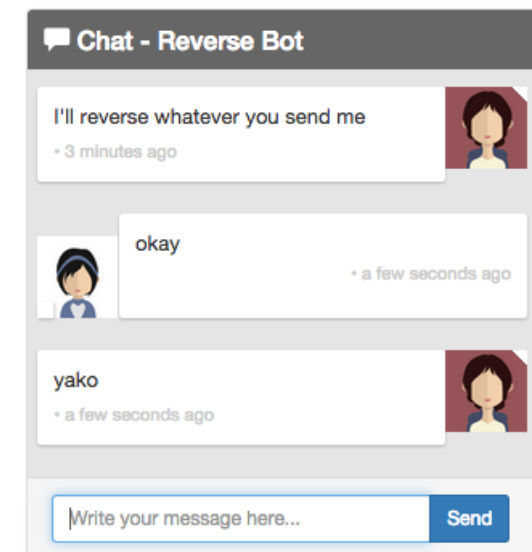 Chat - Reverse Bot
I'll reverse whatever you send me
• 3 minutes ago
okay
• a few seconds ago
yako
• a few seconds ago
Write your message here...
Send